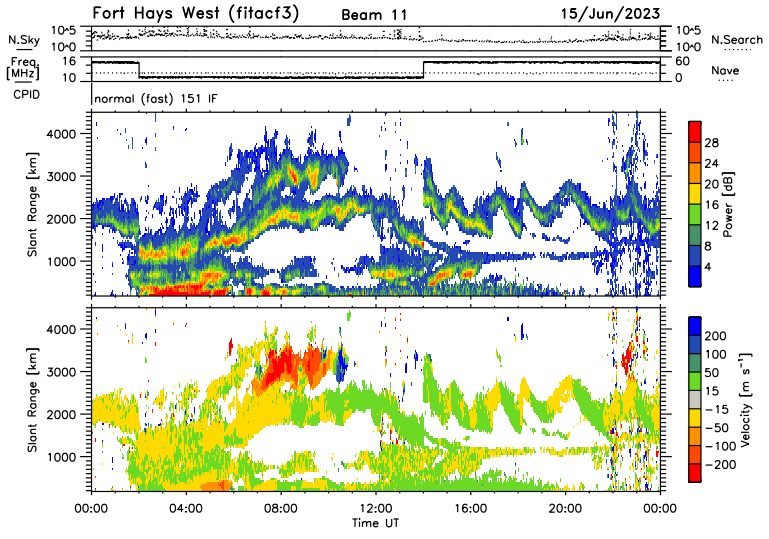 Fort Hays West (fitacf3) Beam 11 15/Jun/2023
N.Sky 10^5 10^0 10^5 10^0 N.Search
Freq. [MHz] 16 10 60 0 Nave
CPID normal (fast) 151 IF
Slant Range [km] 4000 3000 2000 1000
Power [dB] 28 24 20 16 12 8 4
Slant Range [km] 4000 3000 2000 1000
Velocity [m s⁻¹] 200 100 50 15 −15 −50 −100 −200
00:00 04:00 08:00 12:00 16:00 20:00 00:00
Time UT